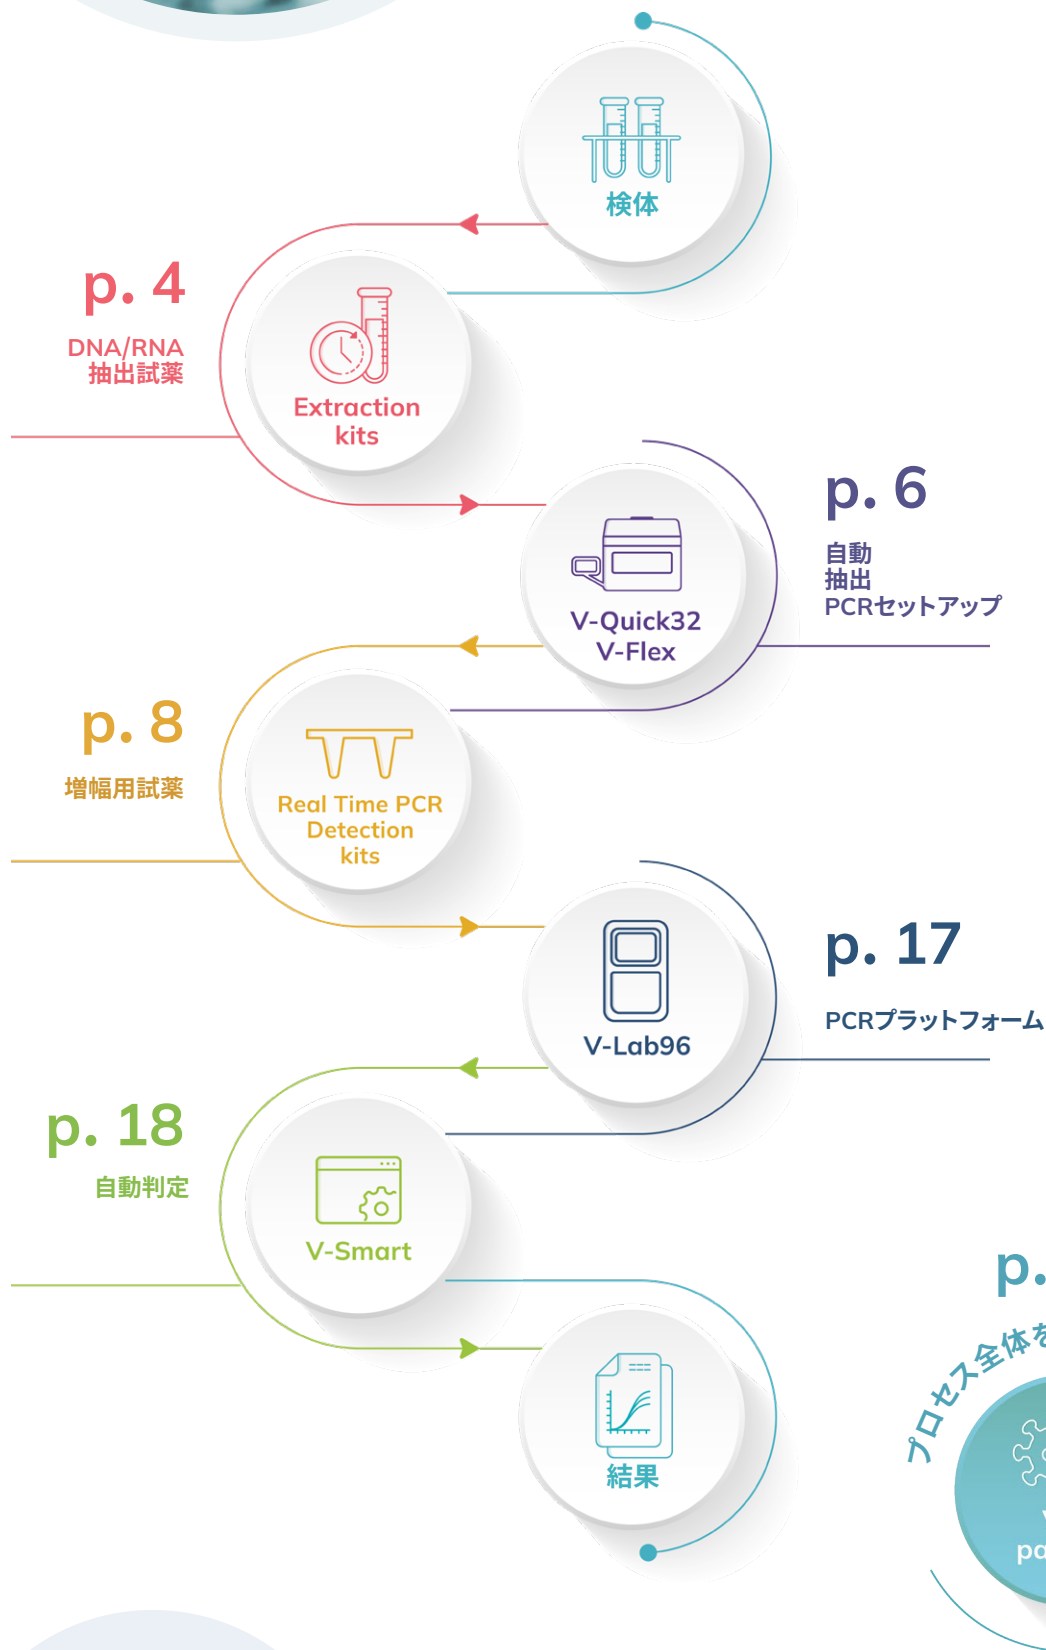 検体
p. 4
DNA/RNA
抽出試薬
Extraction
kits
p. 6
自動
抽出
PCRセットアップ
V-Quick32
V-Flex
p. 8
増幅用試薬
Real Time PCR
Detection
kits
p. 17
PCRプラットフォーム
V-Lab96
p. 18
自動判定
V-Smart
結果
p.
プロセス全体を